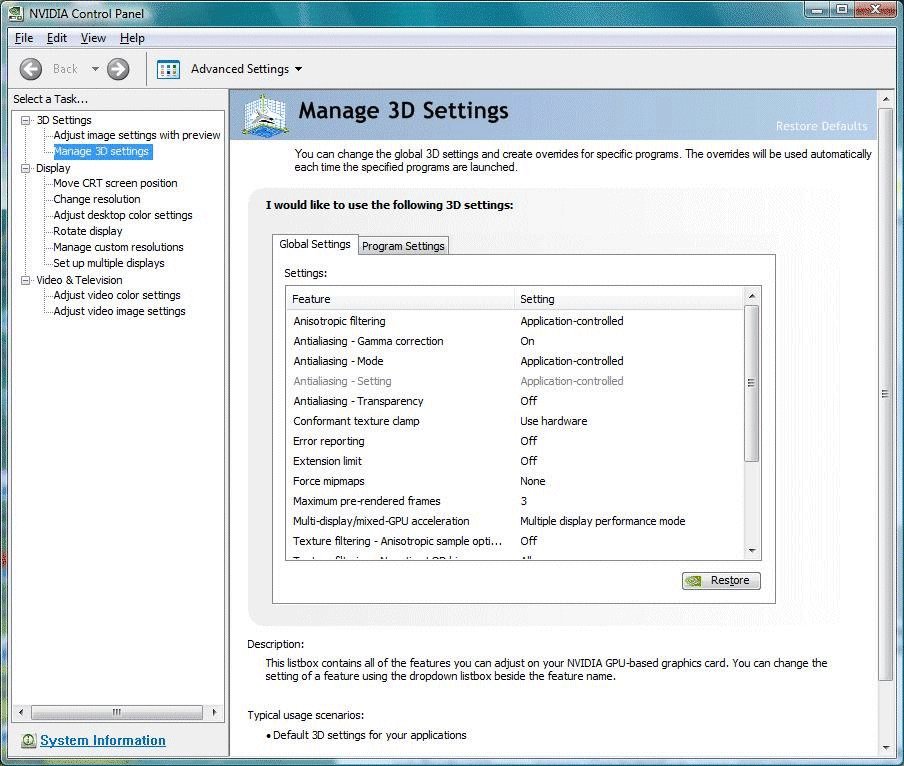 NVIDIA Control Panel
File Edit View Help
Back Advanced Settings
Select a Task...
3D Settings
Adjust image settings with preview
Manage 3D settings
Display
Move CRT screen position
Change resolution
Adjust desktop color settings
Rotate display
Manage custom resolutions
Set up multiple displays
Video & Television
Adjust video color settings
Adjust video image settings
System Information
Manage 3D Settings
Restore Defaults
You can change the global 3D settings and create overrides for specific programs. The overrides will be used automatically
each time the specified programs are launched.
I would like to use the following 3D settings:
Global Settings Program Settings
Settings:
Feature Setting
Anisotropic filtering Application-controlled
Antialiasing - Gamma correction On
Antialiasing - Mode Application-controlled
Antialiasing - Setting Application-controlled
Antialiasing - Transparency Off
Conformant texture clamp Use hardware
Error reporting Off
Extension limit Off
Force mipmaps None
Maximum pre-rendered frames 3
Multi-display/mixed-GPU acceleration Multiple display performance mode
Texture filtering - Anisotropic sample opti... Off
Restore
Description:
This listbox contains all of the features you can adjust on your NVIDIA GPU-based graphics card. You can change the
setting of a feature using the dropdown listbox beside the feature name.
Typical usage scenarios:
• Default 3D settings for your applications